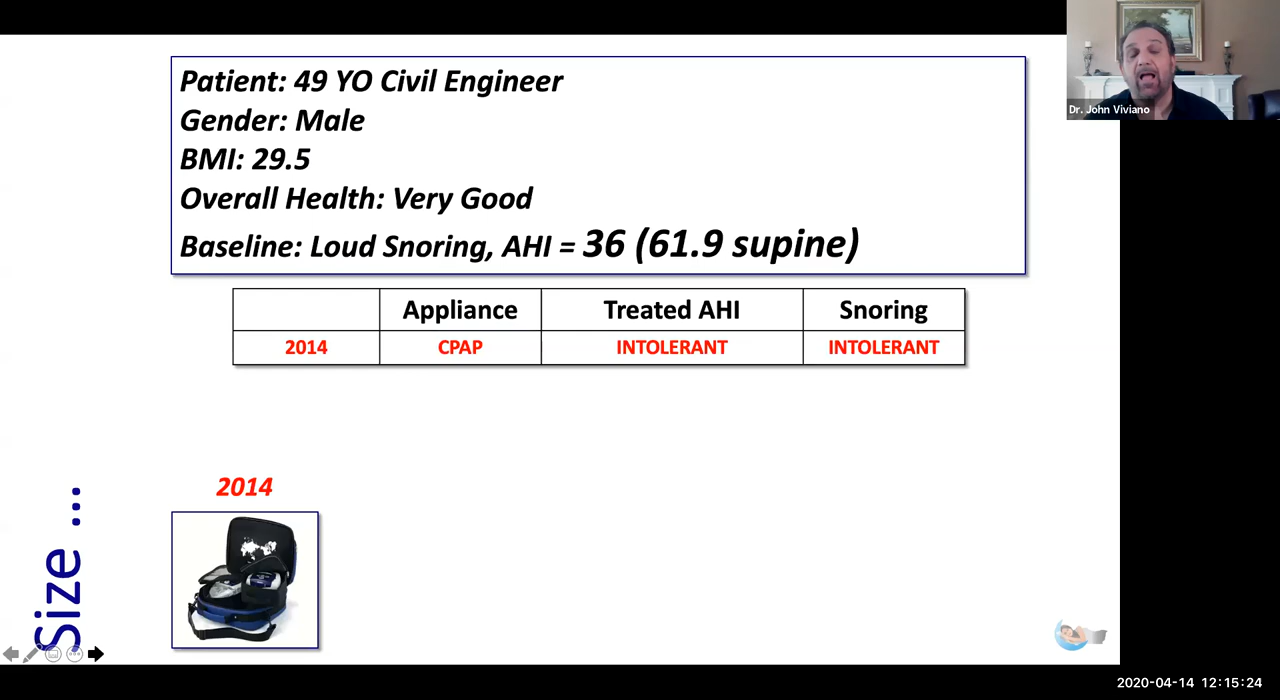 Patient: 49 YO Civil Engineer
Gender: Male
BMI: 29.5
Overall Health: Very Good
Baseline: Loud Snoring, AHI = 36 (61.9 supine)
Appliance Treated AHI Snoring
2014 CPAP INTOLERANT INTOLERANT
2014
Size ...
Dr. John Viviano
2020-04-14 12:15:24